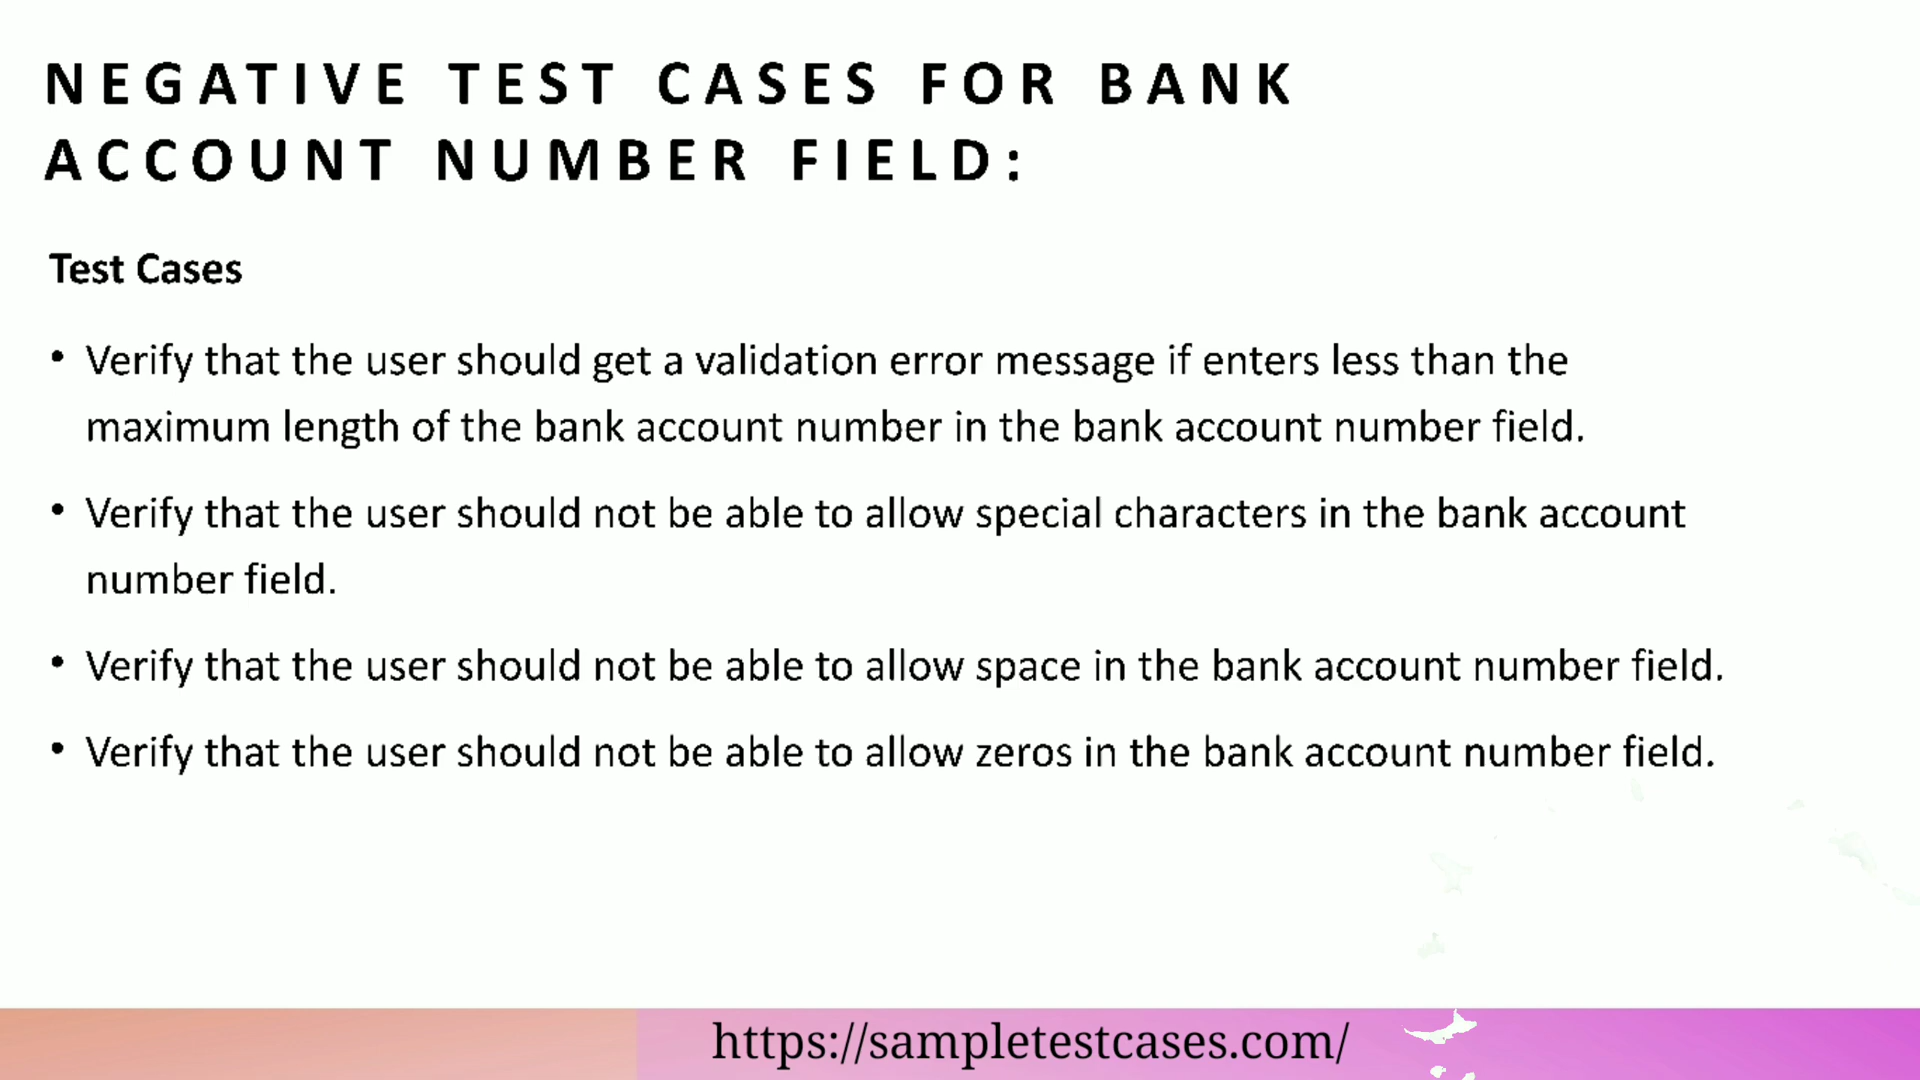 NEGATIVE TEST CASES FOR BANK
ACCOUNT NUMBER FIELD:
Test Cases
• Verify that the user should get a validation error message if enters less than the
maximum length of the bank account number in the bank account number field.
• Verify that the user should not be able to allow special characters in the bank account
number field.
• Verify that the user should not be able to allow space in the bank account number field.
• Verify that the user should not be able to allow zeros in the bank account number field.
https://sampletestcases.com/